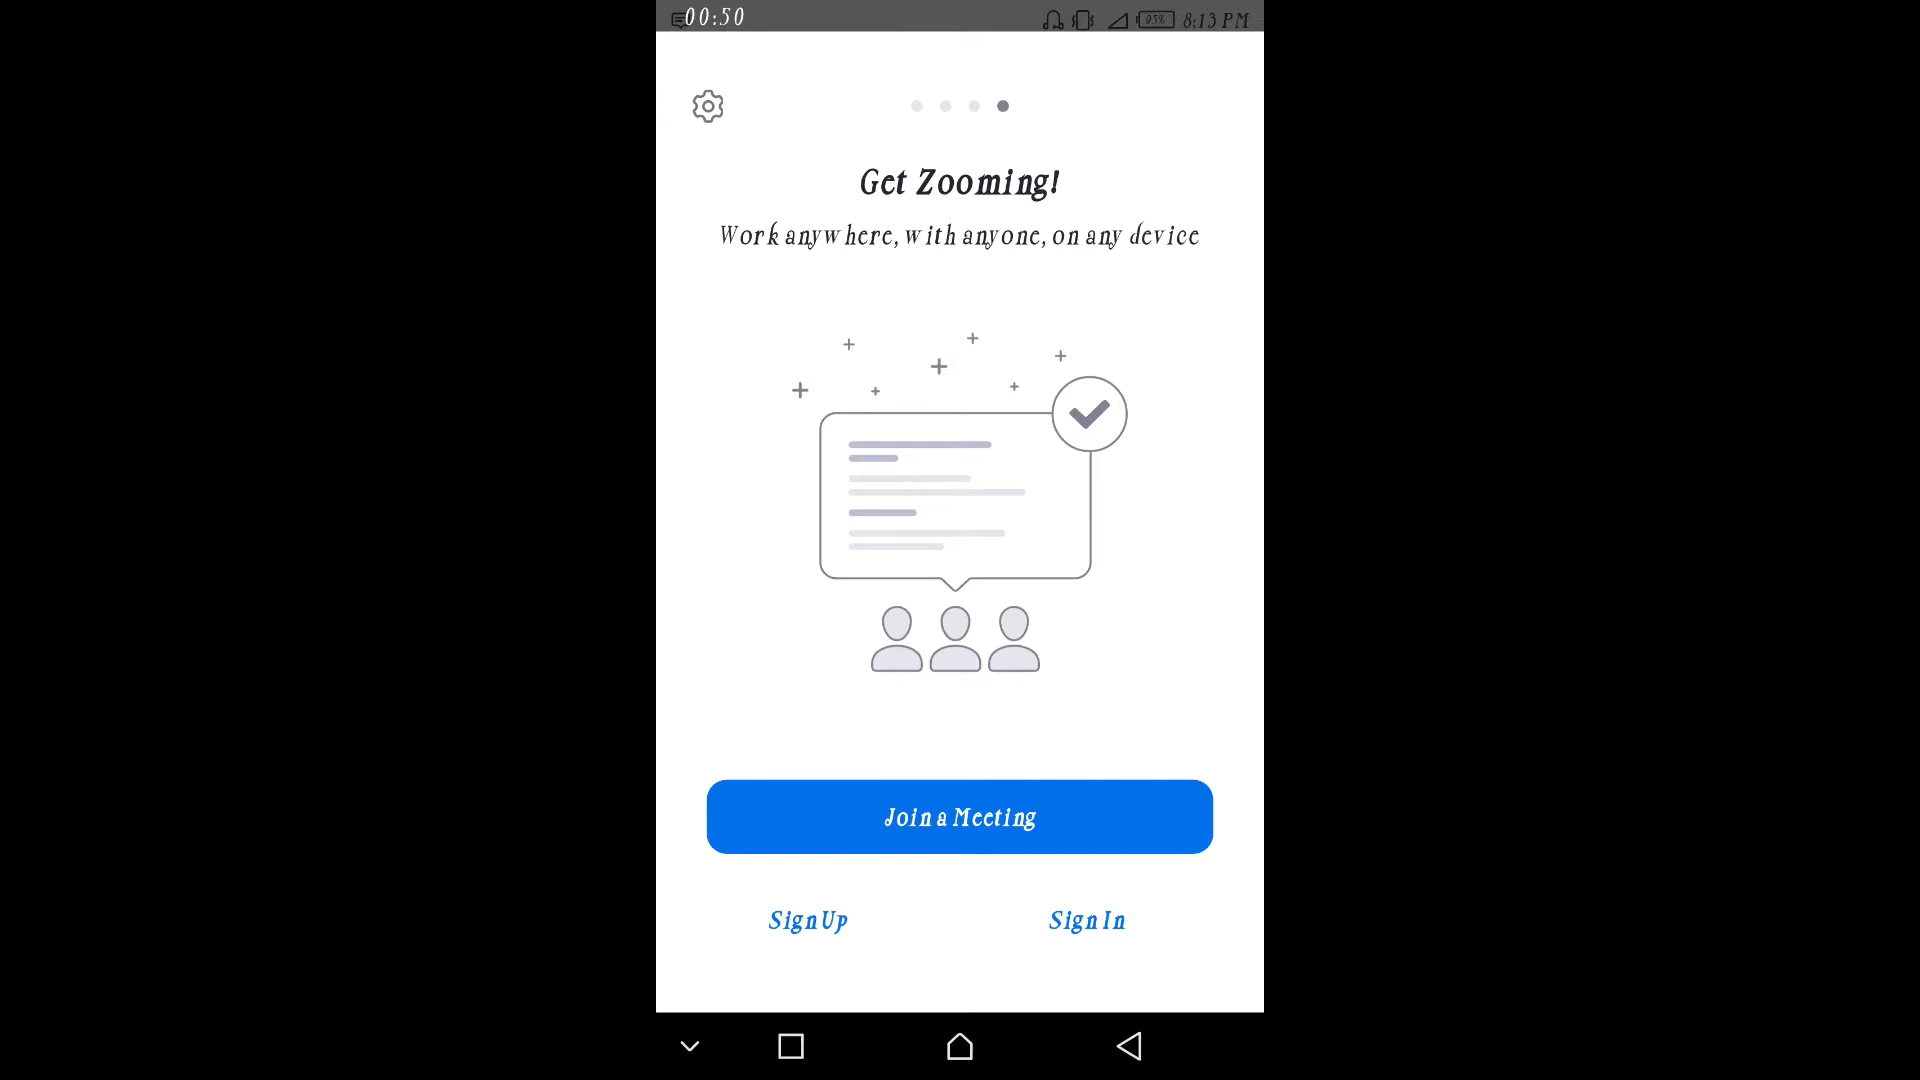 00:50 95% 8:13 PM
Get Zooming!
Work anywhere, with anyone, on any device
Join a Meeting
Sign Up Sign In